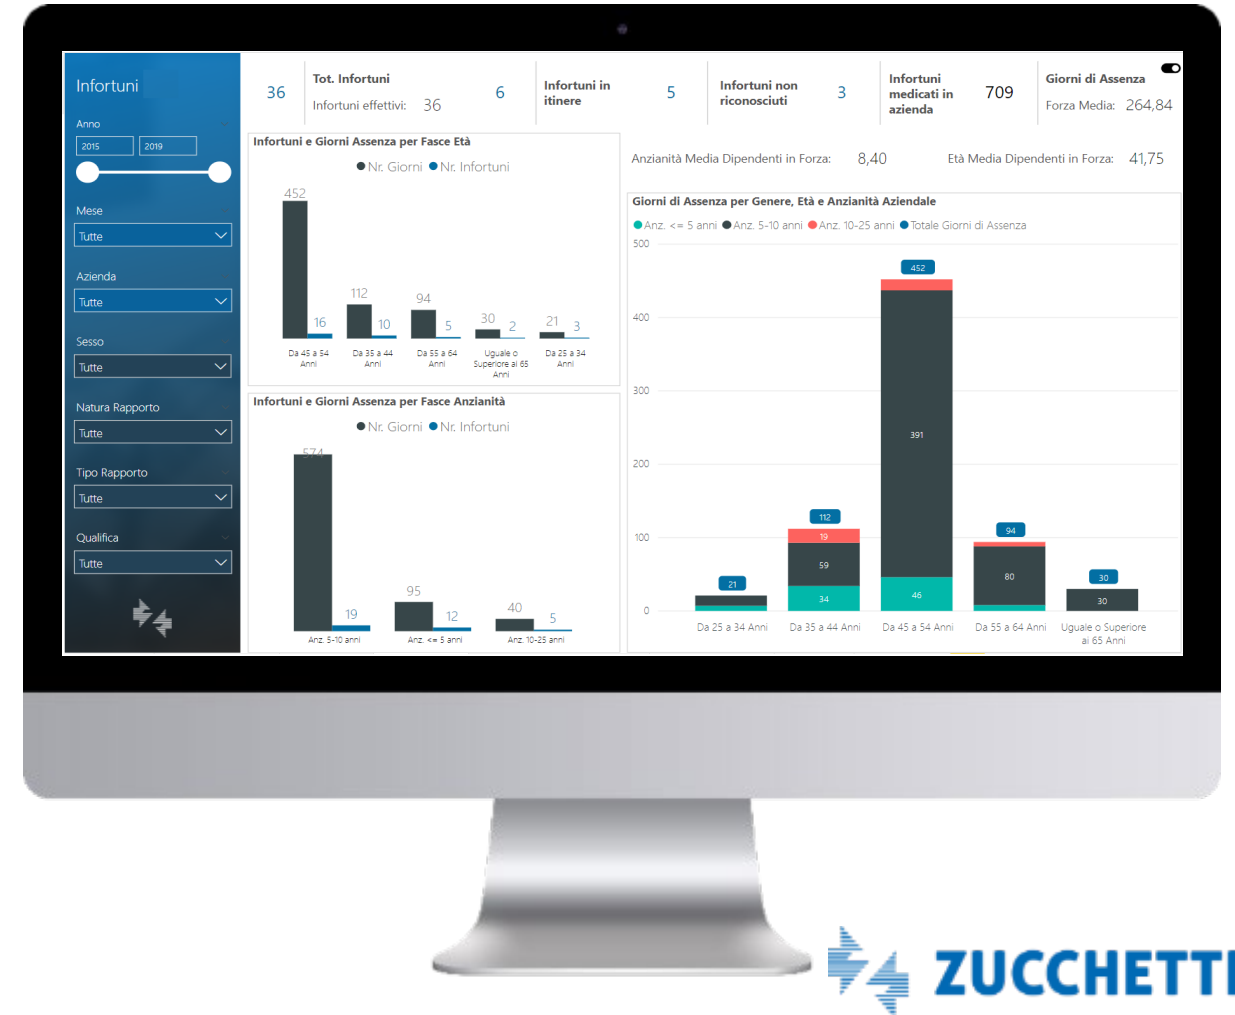 Infortuni
Anno
2015
2019
Mese
Tutte
Azienda
Tutte
Sesso
Tutte
Natura Rapporto
Tutte
Tipo Rapporto
Tutte
Qualifica
Tutte
36
Tot. Infortuni
Infortuni effettivi: 36
6
Infortuni in
itinere
5
Infortuni non
riconosciuti
3
Infortuni
medicati in
azienda
709
Giorni di Assenza
Forza Media: 264,84
Anzianità Media Dipendenti in Forza: 8,40
Età Media Dipendenti in Forza: 41,75
Infortuni e Giorni Assenza per Fasce Età
Nr. Giorni Nr. Infortuni
452
16
112
10
94
5
30
2
21
3
Da 45 a 54
Anni
Da 35 a 44
Anni
Da 55 a 64
Anni
Uguale o
Superiore ai 65
Anni
Da 25 a 34
Anni
Infortuni e Giorni Assenza per Fasce Anzianità
Nr. Giorni Nr. Infortuni
574
19
95
12
40
5
Anz. 5-10 anni
Anz. <= 5 anni
Anz. 10-25 anni
Giorni di Assenza per Genere, Età e Anzianità Aziendale
Anz. <= 5 anni Anz. 5-10 anni Anz. 10-25 anni Totale Giorni di Assenza
500
400
300
200
100
0
21
112
19
59
34
452
391
46
94
80
30
30
Da 25 a 34 Anni
Da 35 a 44 Anni
Da 45 a 54 Anni
Da 55 a 64 Anni
Uguale o Superiore
ai 65 Anni
ZUCCHETTI